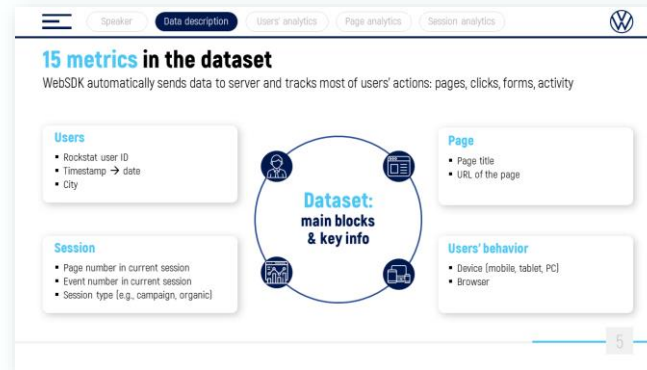 Speaker
Data description
Users' analytics
Page analytics
Session analytics
15 metrics in the dataset
WebSDK automatically sends data to server and tracks most of users' actions: pages, clicks, forms, activity
Users
▪ Rockstat user ID
▪ Timestamp → date
▪ City
Session
▪ Page number in current session
▪ Event number in current session
▪ Session type (e.g., campaign, organic)
Dataset:
main blocks
& key info
Page
▪ Page title
▪ URL of the page
Users' behavior
▪ Device (mobile, tablet, PC)
▪ Browser
5